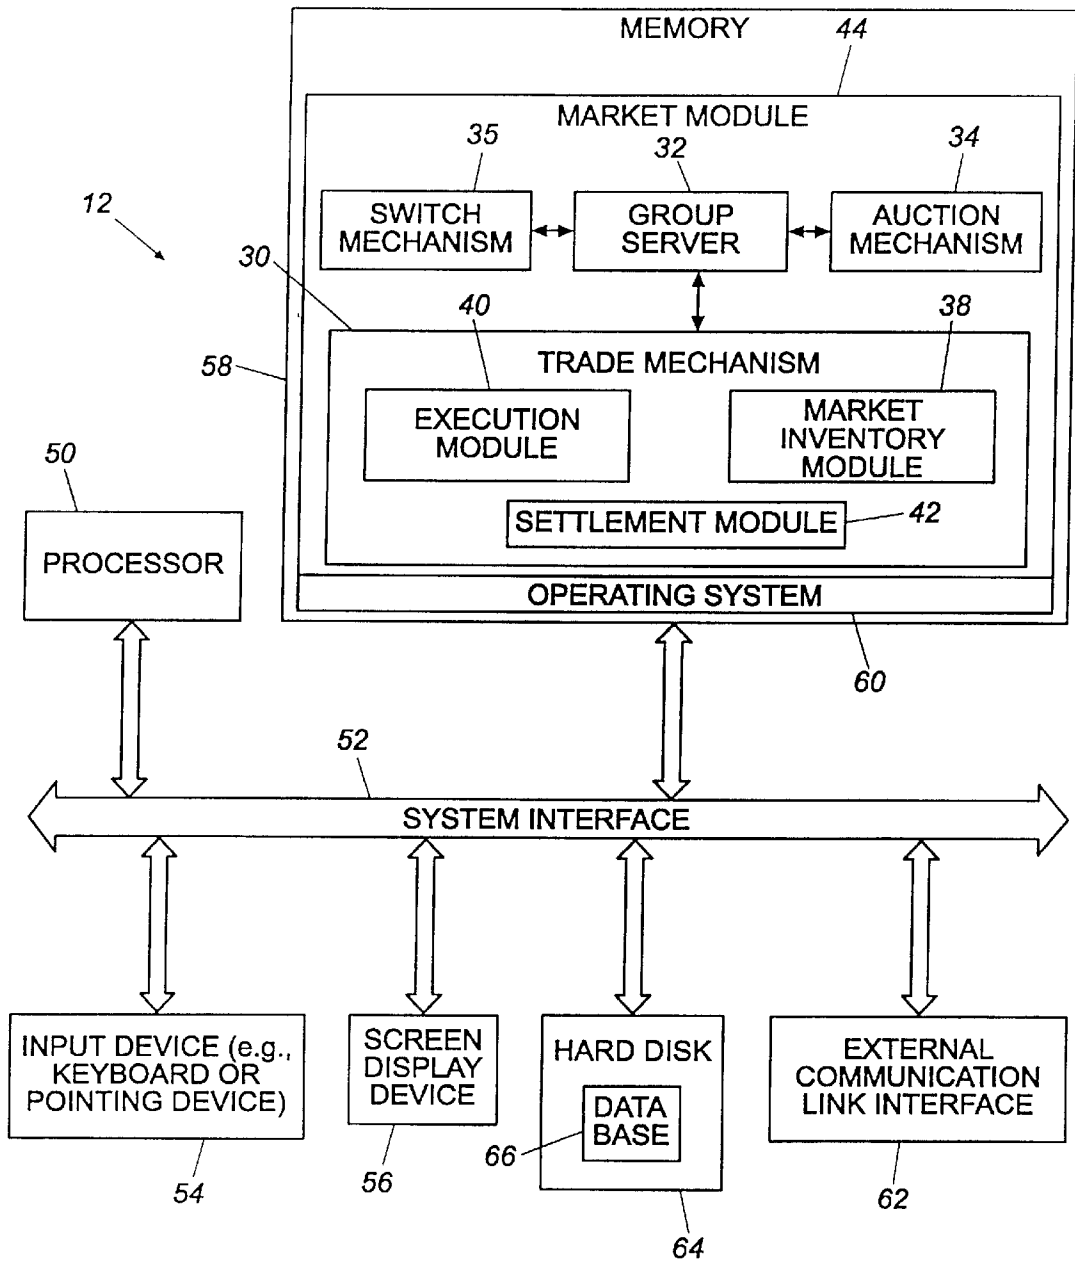 MEMORY
44
MARKET MODULE
35
32
34
12
SWITCH
MECHANISM
GROUP
SERVER
AUCTION
MECHANISM
30
40
38
58
TRADE MECHANISM
EXECUTION
MODULE
MARKET
INVENTORY
MODULE
50
SETTLEMENT MODULE
42
PROCESSOR
OPERATING SYSTEM
60
52
SYSTEM INTERFACE
INPUT DEVICE (e.g.,
KEYBOARD OR
POINTING DEVICE)
SCREEN
DISPLAY
DEVICE
HARD DISK
DATA
BASE
66
EXTERNAL
COMMUNICATION
LINK INTERFACE
54
56
64
62